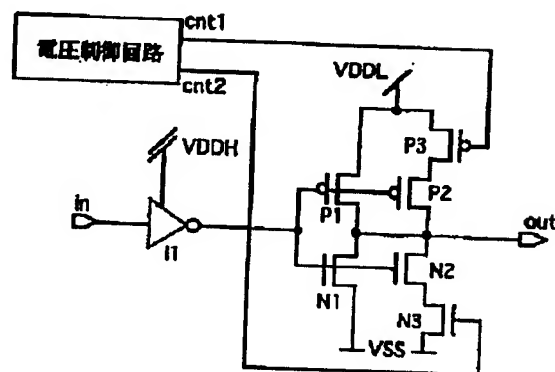 cnt1
電圧制御回路
cnt2
VDDL
VDDH
P3
in
P1
P2
out
I1
N1
N2
N3
VSS